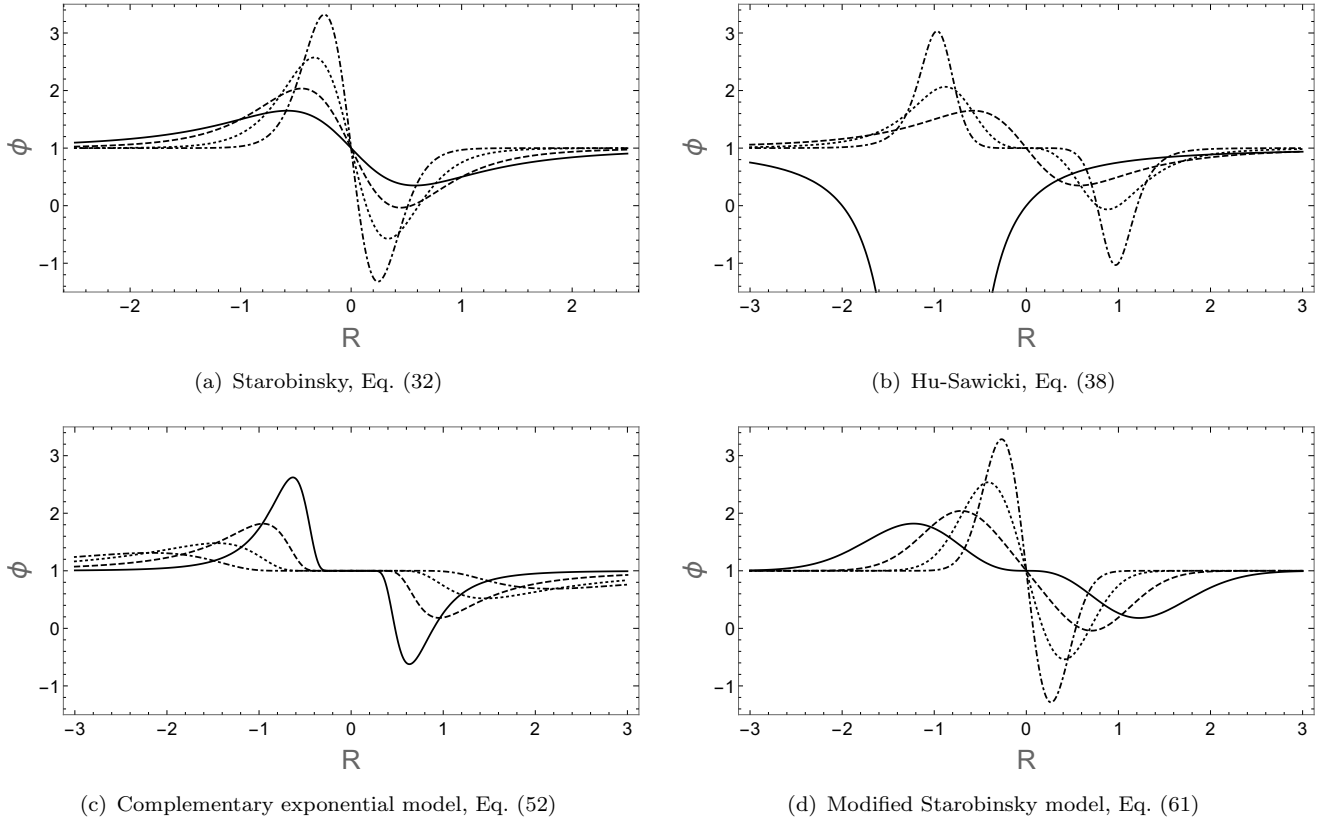 3
2
1
0
−1
ϕ
−2 −1 0 1 2
R
(a) Starobinsky, Eq. (32)
3
2
1
0
−1
ϕ
−3 −2 −1 0 1 2 3
R
(b) Hu-Sawicki, Eq. (38)
3
2
1
0
−1
ϕ
−3 −2 −1 0 1 2 3
R
(c) Complementary exponential model, Eq. (52)
3
2
1
0
−1
ϕ
−3 −2 −1 0 1 2 3
R
(d) Modified Starobinsky model, Eq. (61)